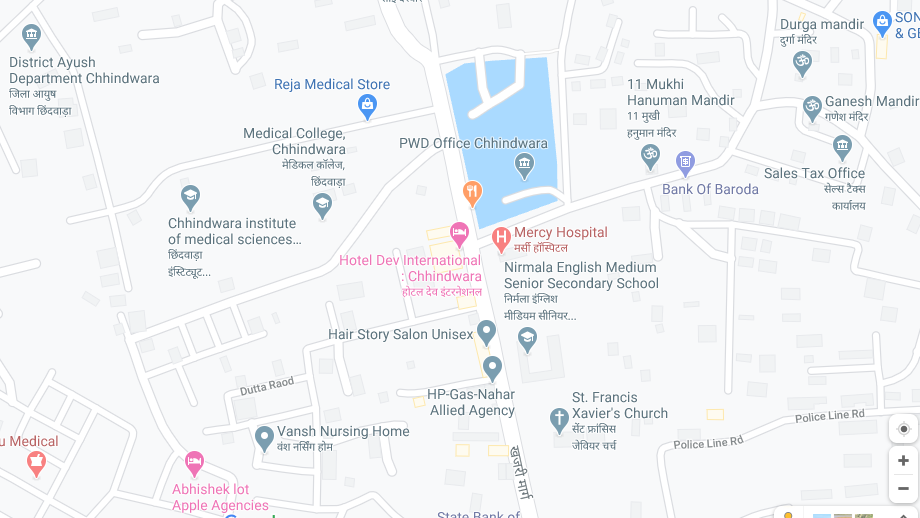 SON
& GE
Durga mandir
दुर्गा मंदिर
District Ayush
Department Chhindwara
जिला आयुष
विभाग छिंदवाड़ा
Reja Medical Store
11 Mukhi
Hanuman Mandir
11 मुखी
हनुमान मंदिर
Ganesh Mandir
गणेश मंदिर
Medical College,
Chhindwara
मेडिकल कॉलेज,
छिंदवाड़ा
PWD Office Chhindwara
Sales Tax Office
सेल्स टैक्स
कार्यालय
Bank Of Baroda
Chhindwara institute
of medical sciences...
छिंदवाड़ा
इंस्टिट्यूट...
Mercy Hospital
मर्सी हॉस्पिटल
Hotel Dev International
: Chhindwara
होटल देव इंटरनेशनल
Nirmala English Medium
Senior Secondary School
निर्मला इंग्लिश
मीडियम सीनियर...
Hair Story Salon Unisex
Dutta Raod
HP-Gas-Nahar
Allied Agency
St. Francis
Xavier's Church
सेंट फ्रांसिस
जेवियर चर्च
Police Line Rd
Police Line Rd
Vansh Nursing Home
वंश नर्सिंग होम
u Medical
खजरी मार्ग
Abhishek lot
Apple Agencies
State Bank of